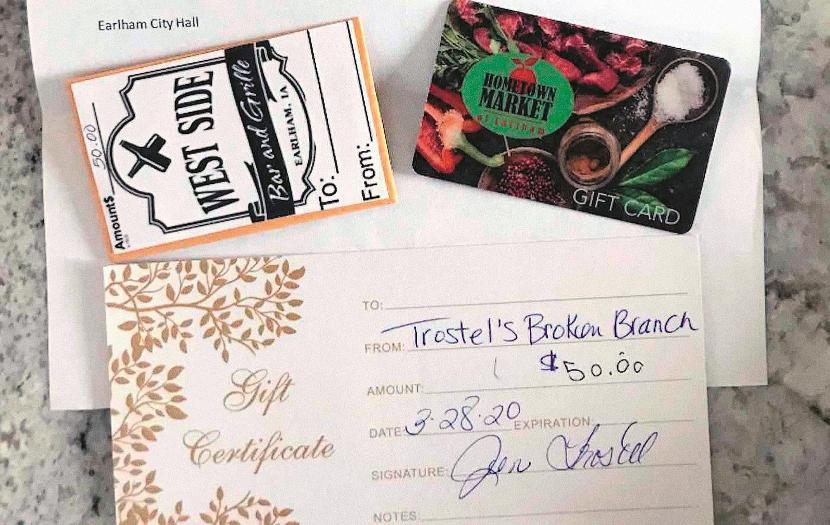 Earlham City Hall
Amount$ 50.00
WEST SIDE
Bar and Grille
EARLHAM, IA
To:
From:
HOMETOWN
MARKET
of Earlham
GIFT CARD
Gift
Certificate
TO:
FROM: Trostel's Broken Branch
AMOUNT: $50.00
DATE: 3-28-20 EXPIRATION:
SIGNATURE: Jen Trostel
NOTES: